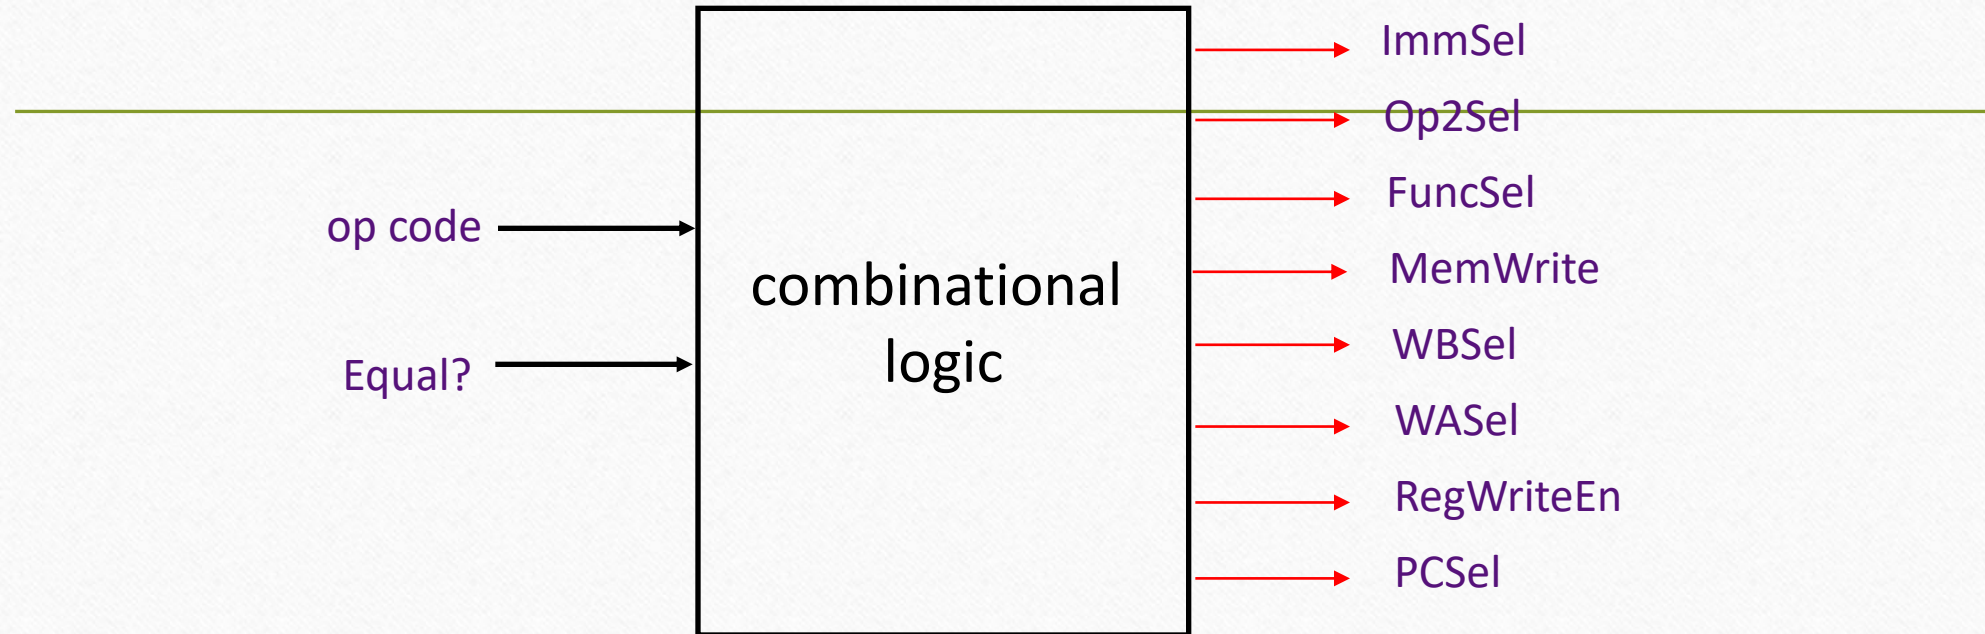 ImmSel
Op2Sel
FuncSel
op code
combinational
logic
MemWrite
WBSel
Equal?
WASel
RegWriteEn
PCSel